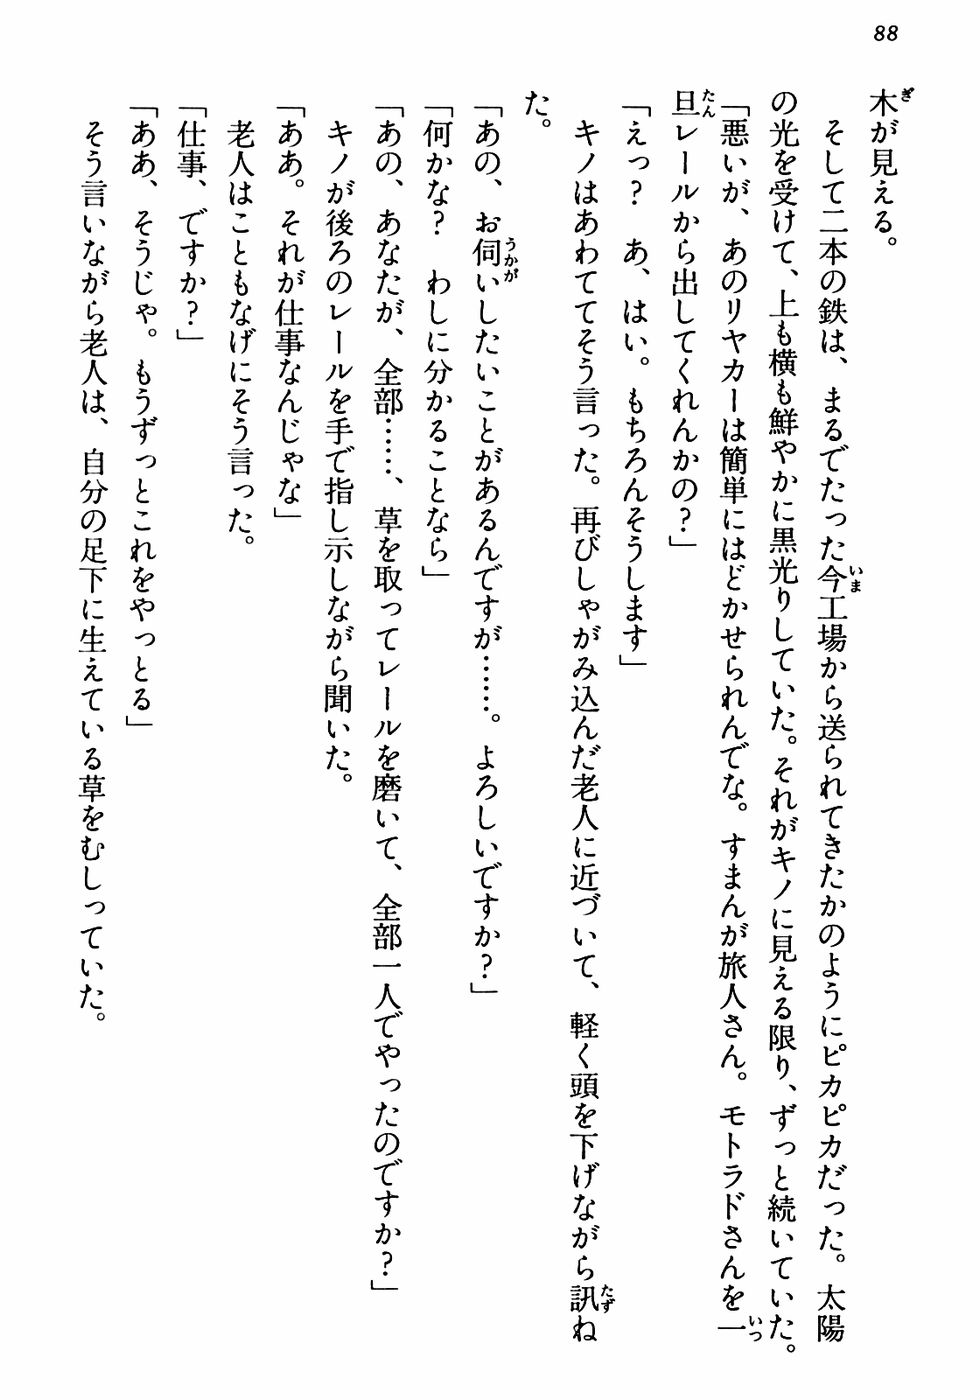 88
木が見える。
そして二本の鉄は、まるでたった今工場から送られてきたかのようにピカピカだった。太陽
の光を受けて、上も横も鮮やかに黒光りしていた。それがキノに見える限り、ずっと続いていた。
「悪いが、あのリヤカーは簡単にはどかせられんでな。すまんが旅人さん。モトラドさんを一
旦レールから出してくれんかの？」
「えっ？　あ、はい。もちろんそうします」
キノはあわててそう言った。再びしゃがみ込んだ老人に近づいて、軽く頭を下げながら訊ね
た。
「あの、お伺いしたいことがあるんですが……。よろしいですか？」
「何かな？　わしに分かることなら」
「あの、あなたが、全部……、草を取ってレールを磨いて、全部一人でやったのですか？」
キノが後ろのレールを手で指し示しながら聞いた。
「ああ。それが仕事なんじゃな」
老人はこともなげにそう言った。
「仕事、ですか？」
「ああ、そうじゃ。もうずっとこれをやっとる」
そう言いながら老人は、自分の足下に生えている草をむしっていた。